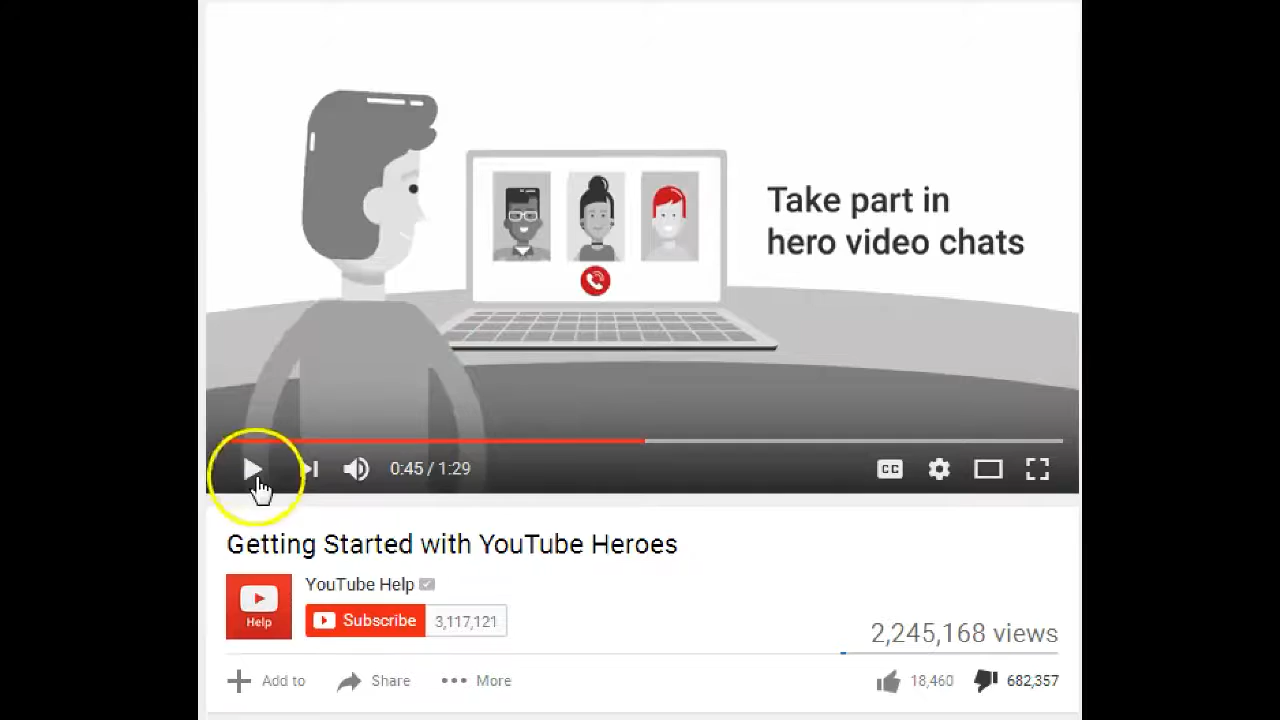 Take part in
hero video chats
0:45 / 1:29
CC
Getting Started with YouTube Heroes
YouTube Help
Help
Subscribe 3,117,121
2,245,168 views
Add to Share More
18,460 682,357